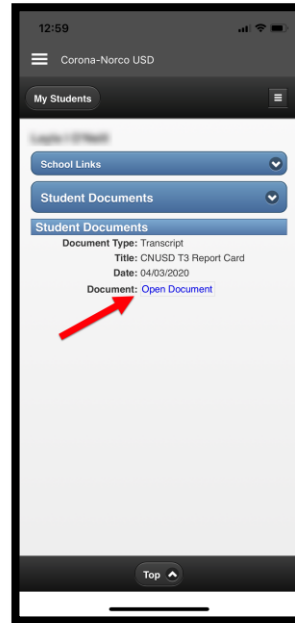 12:59
Corona-Norco USD
My Students
School Links
Student Documents
Student Documents
Document Type: Transcript
Title: CNUSD T3 Report Card
Date: 04/03/2020
Document: Open Document
Top